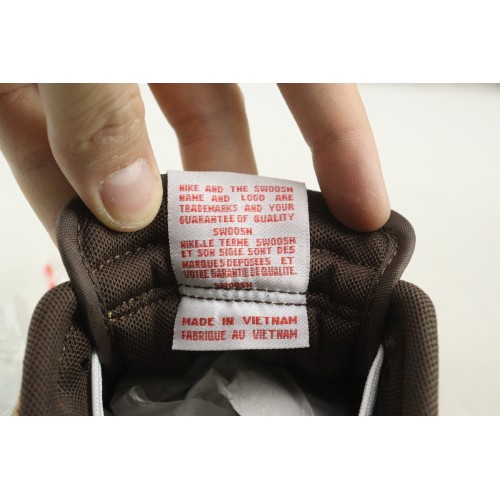 NIKE AND THE SWOOSH
NAME AND LOGO ARE
TRADEMARKS AND YOUR
GUARANTEE OF QUALITY
SWOOSH
NIKE,LE TERME SWOOSH
ET SON SIGLE SONT DES
MARQUES DEPOSEES ET
VOTRE GARANTIE DE QUALITE.
SWOOSH
MADE IN VIETNAM
FABRIQUE AU VIETNAM